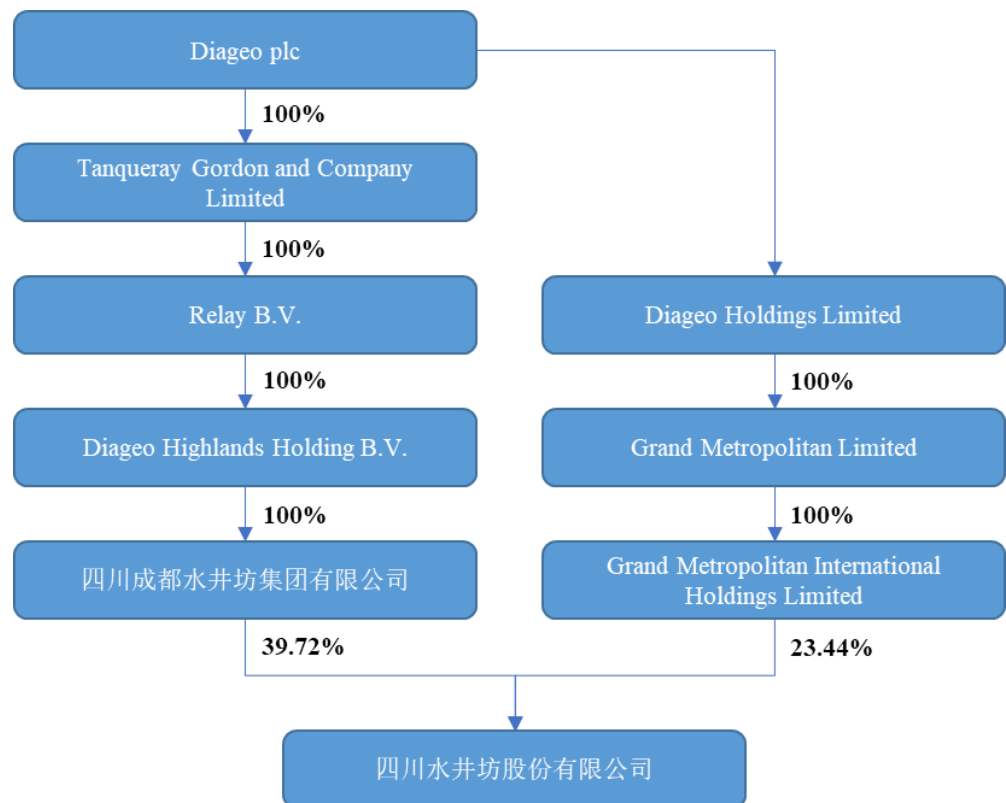 Diageo plc
100%
Tanqueray Gordon and Company
Limited
100%
Relay B.V.
Diageo Holdings Limited
100%
100%
Diageo Highlands Holding B.V.
Grand Metropolitan Limited
100%
100%
四川成都水井坊集团有限公司
Grand Metropolitan International
Holdings Limited
39.72%
23.44%
四川水井坊股份有限公司